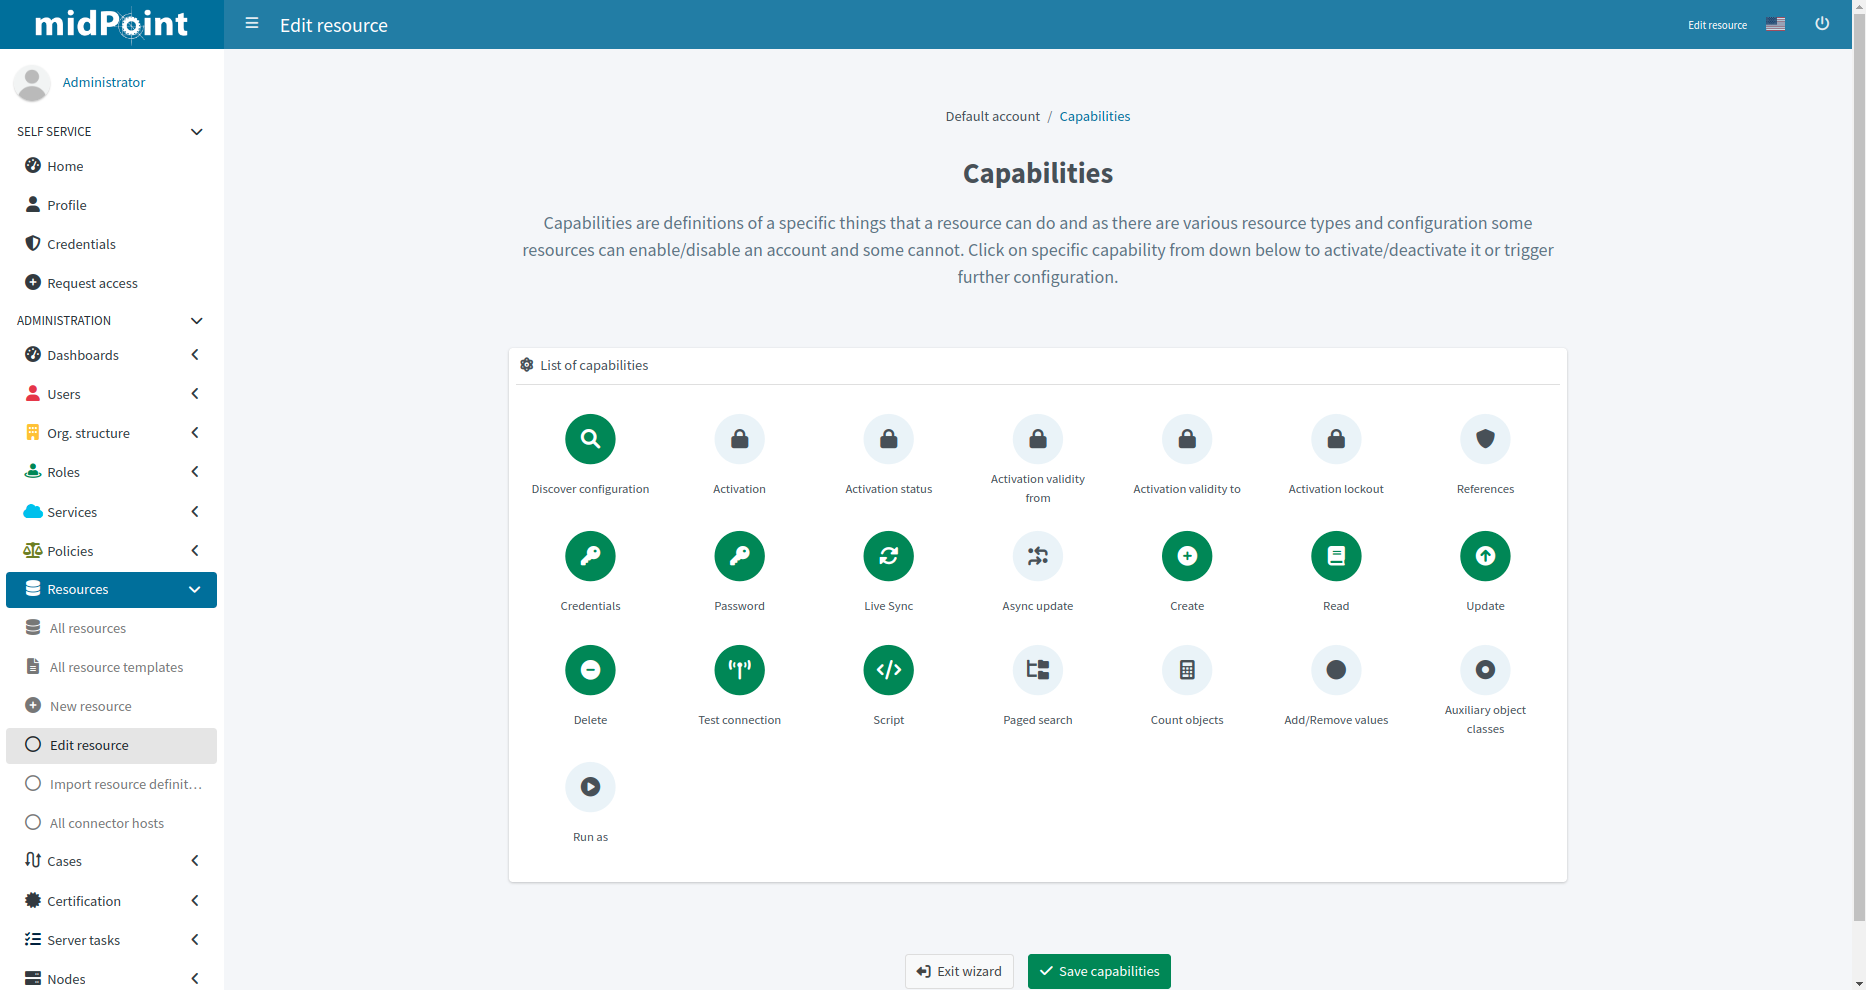 midPoint
Edit resource
Edit resource
Administrator
SELF SERVICE
Home
Profile
Credentials
Request access
ADMINISTRATION
Dashboards
Users
Org. structure
Roles
Services
Policies
Resources
All resources
All resource templates
New resource
Edit resource
Import resource definit...
All connector hosts
Cases
Certification
Server tasks
Nodes
Default account / Capabilities
Capabilities
Capabilities are definitions of a specific things that a resource can do and as there are various resource types and configuration some
resources can enable/disable an account and some cannot. Click on specific capability from down below to activate/deactivate it or trigger
further configuration.
List of capabilities
Discover configuration
Activation
Activation status
Activation validity
from
Activation validity to
Activation lockout
References
Credentials
Password
Live Sync
Async update
Create
Read
Update
Delete
Test connection
Script
Paged search
Count objects
Add/Remove values
Auxiliary object
classes
Run as
Exit wizard
Save capabilities